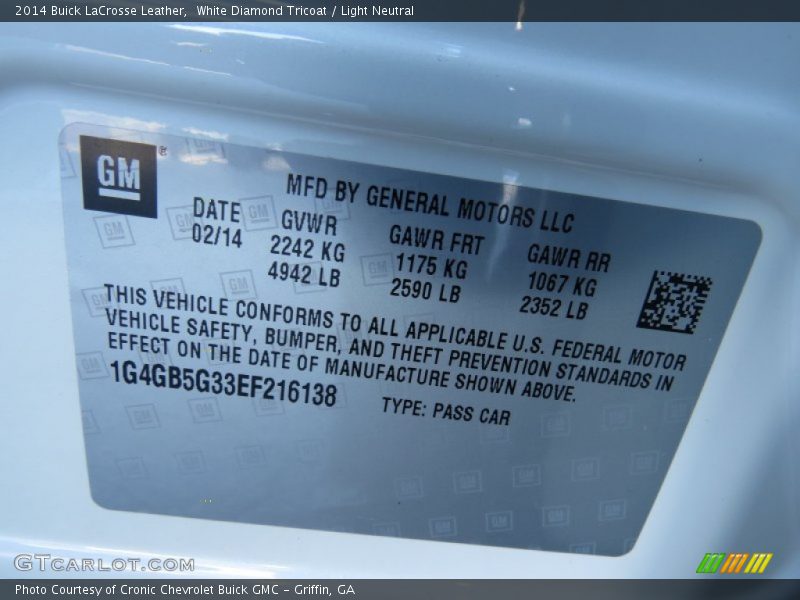 2014 Buick LaCrosse Leather,  White Diamond Tricoat / Light Neutral
GM®
MFD BY GENERAL MOTORS LLC
DATE GVWR GAWR FRT GAWR RR
02/14 2242 KG 1175 KG 1067 KG
4942 LB 2590 LB 2352 LB
THIS VEHICLE CONFORMS TO ALL APPLICABLE U.S. FEDERAL MOTOR
VEHICLE SAFETY, BUMPER, AND THEFT PREVENTION STANDARDS IN
EFFECT ON THE DATE OF MANUFACTURE SHOWN ABOVE.
1G4GB5G33EF216138 TYPE: PASS CAR
GTCARLOT.COM
Photo Courtesy of Cronic Chevrolet Buick GMC – Griffin, GA